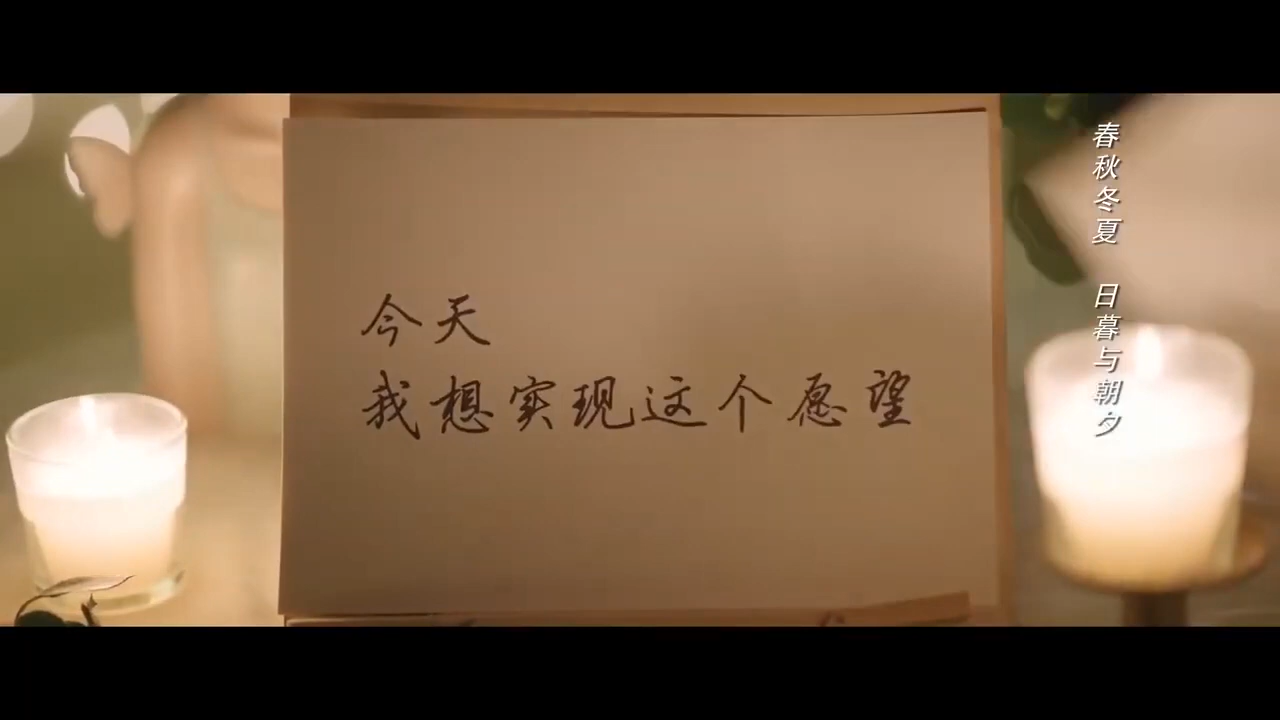 今天
我想实现这个愿望
春秋冬夏 日暮与朝夕